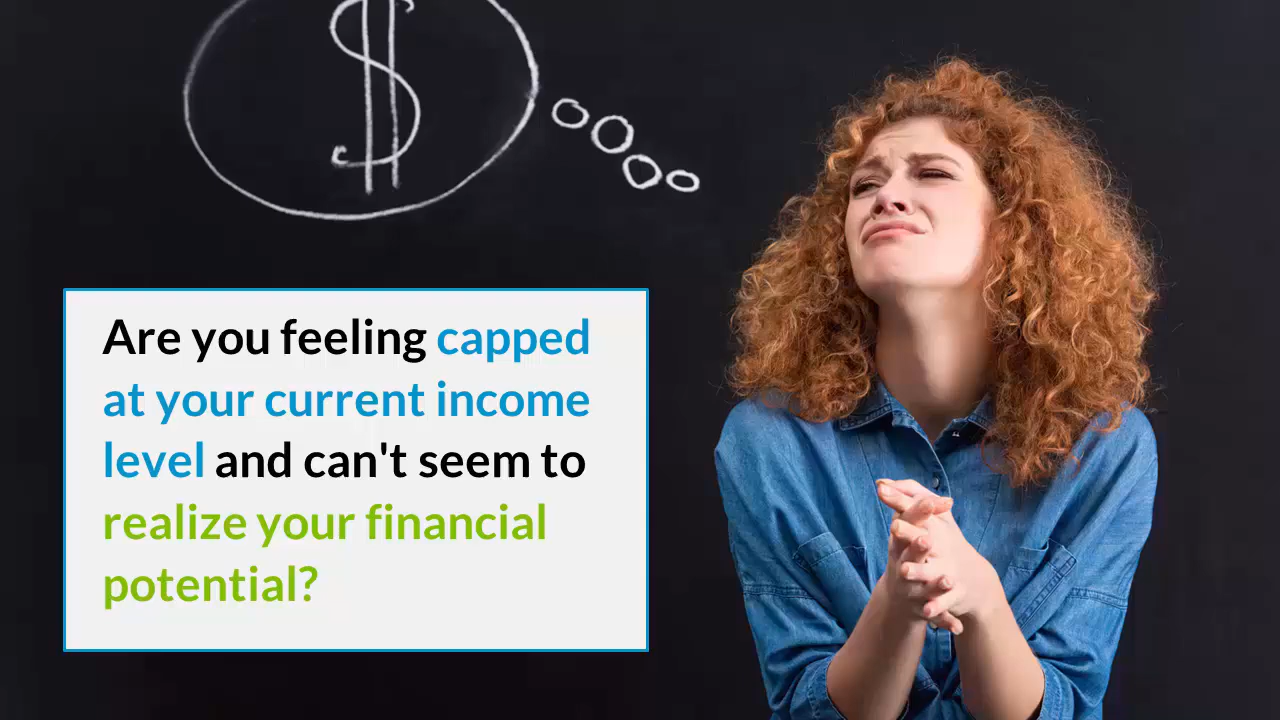 $
Are you feeling capped
at your current income
level and can't seem to
realize your financial
potential?